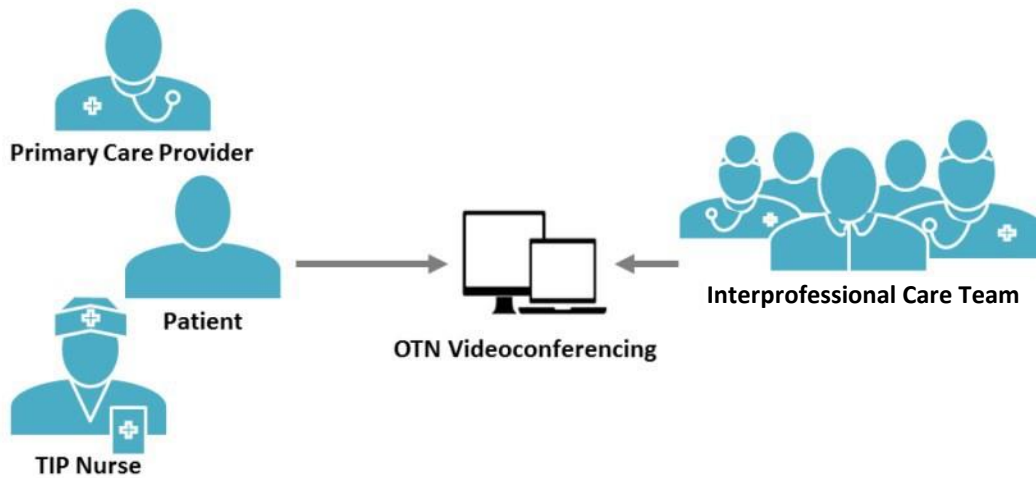 Primary Care Provider
Patient
TIP Nurse
OTN Videoconferencing
Interprofessional Care Team